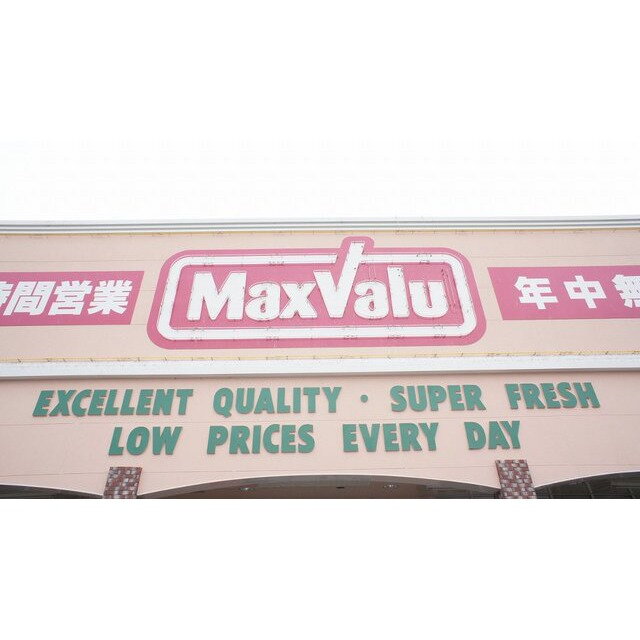 時間営業
MaxValu
年中無
EXCELLENT QUALITY・SUPER FRESH
LOW PRICES EVERY DAY